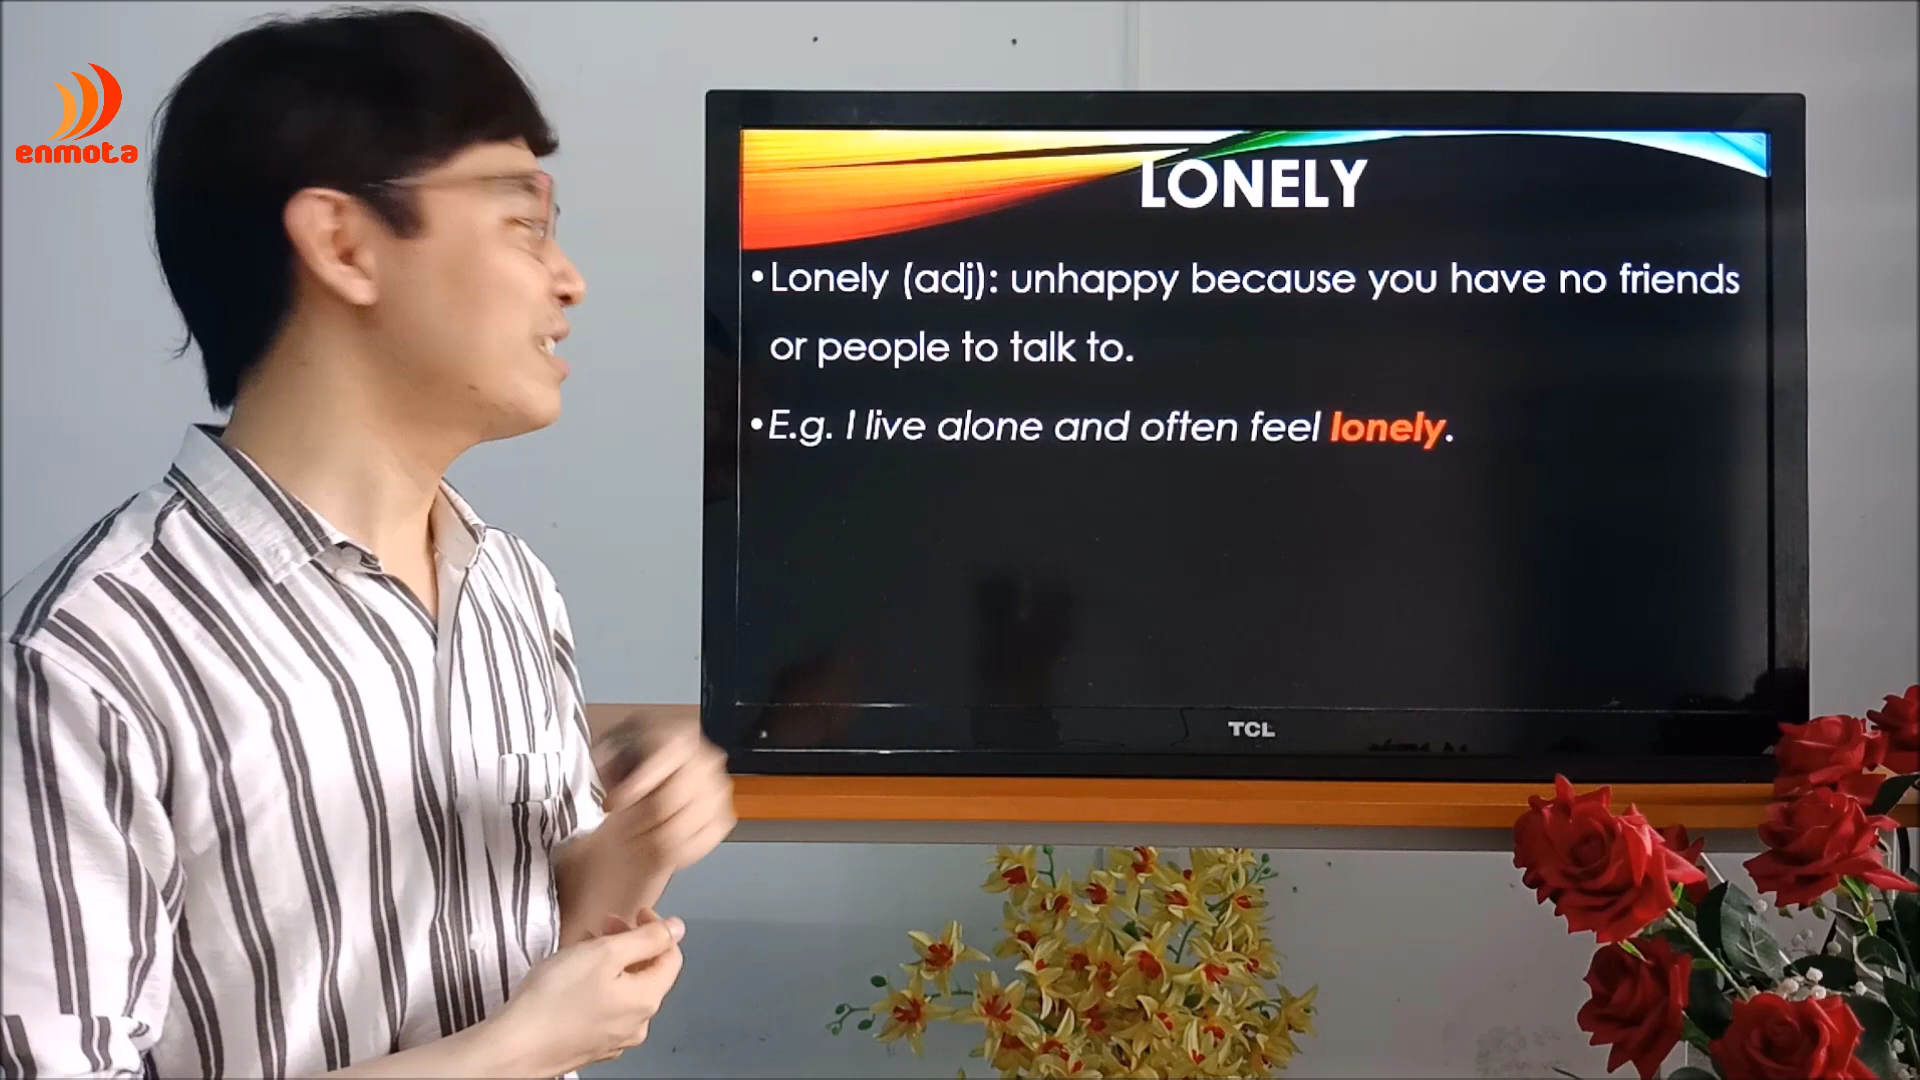 enmota
LONELY
•Lonely (adj): unhappy because you have no friends
or people to talk to.
•E.g. I live alone and often feel lonely.
TCL